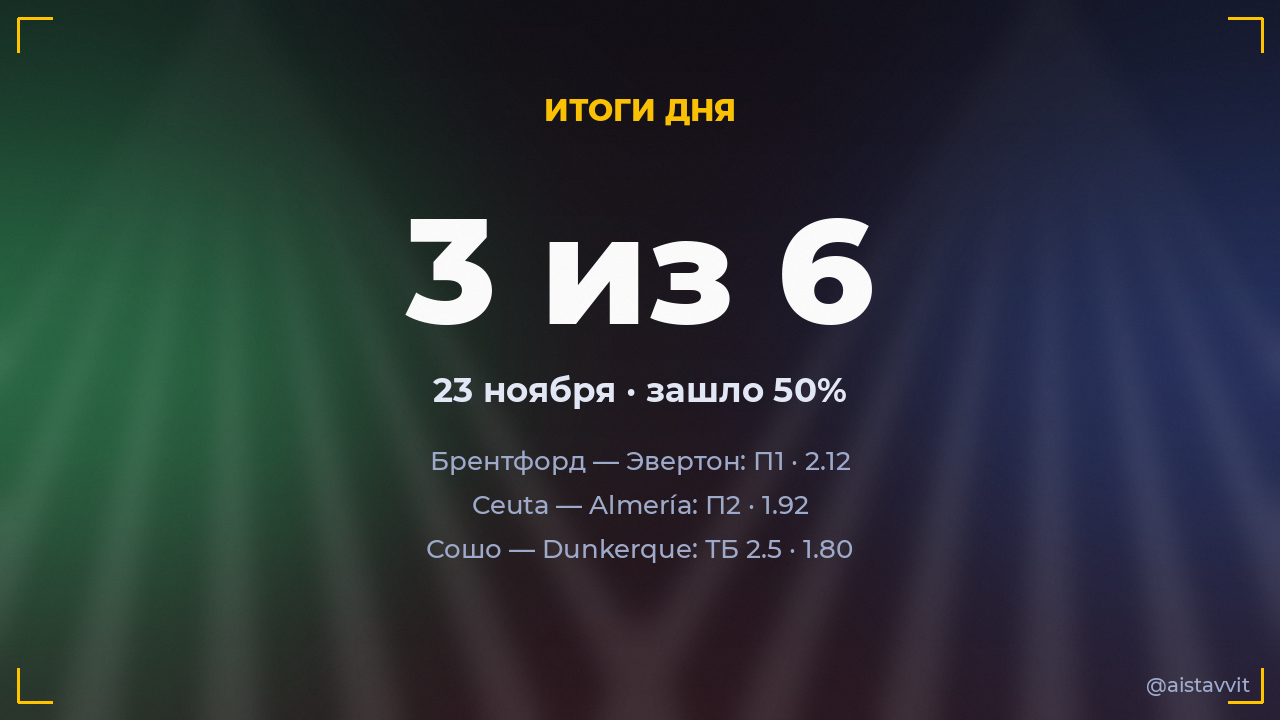 ИТОГИ ДНЯ
3 из 6
23 ноября · зашло 50%
Брентфорд — Эвертон: П1 · 2.12
Ceuta — Almería: П2 · 1.92
Сошо — Dunkerque: ТБ 2.5 · 1.80
@aistavvit